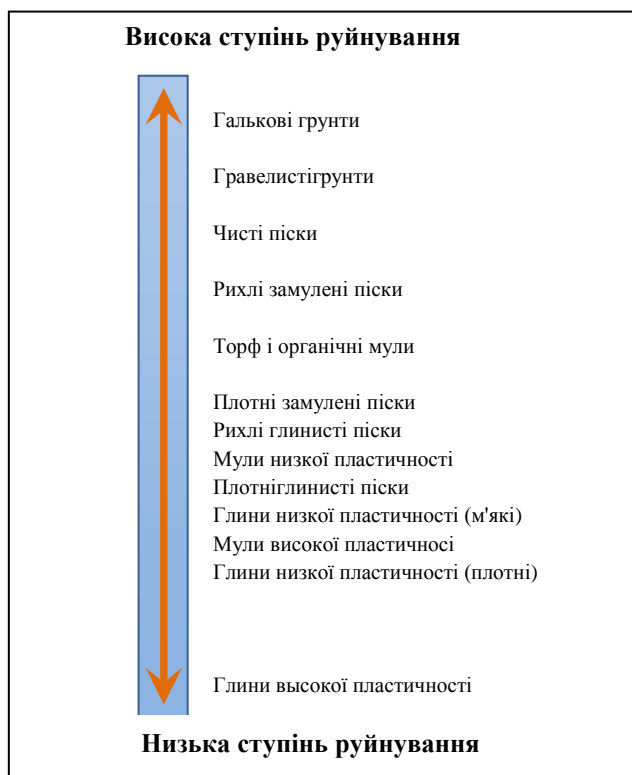 Висока ступінь руйнування
Галькові грунти
Гравелистігрунти
Чисті піски
Рихлі замулені піски
Торф і органічні мули
Плотні замулені піски
Рихлі глинисті піски
Мули низкої пластичності
Плотніглинисті піски
Глини низкої пластичності (м'які)
Мули високої пластичносі
Глини низкої пластичності (плотні)
Глини высокої пластичності
Низька ступінь руйнування